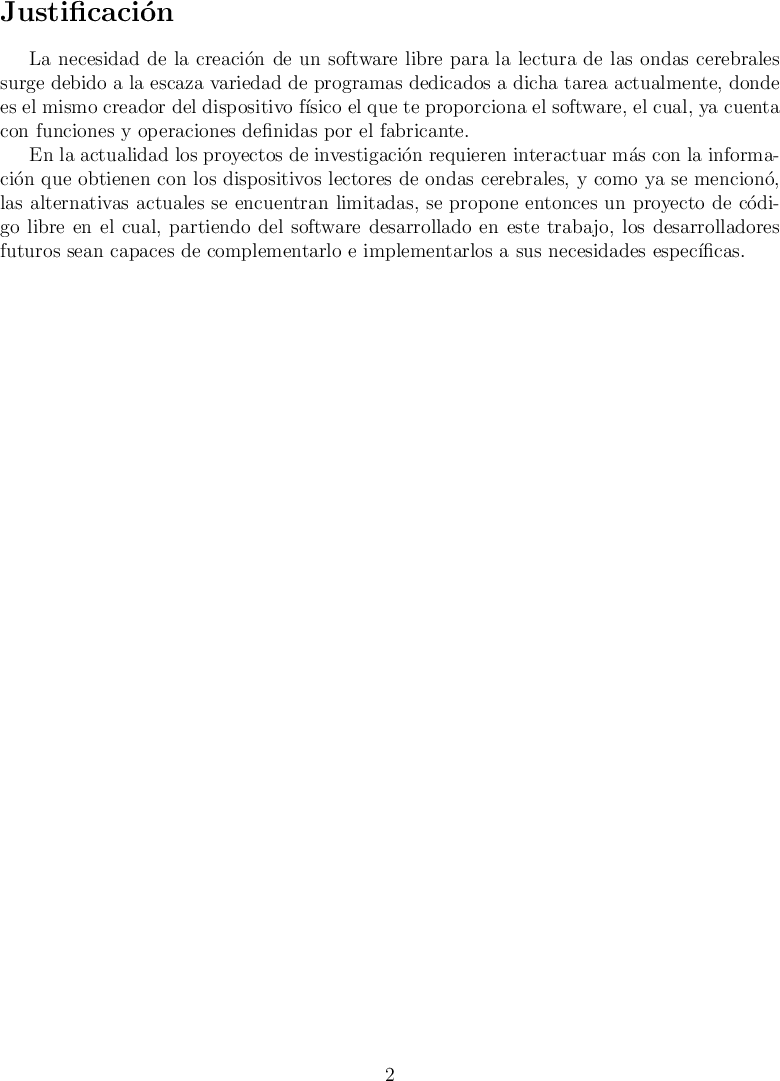 Justificación
La necesidad de la creación de un software libre para la lectura de las ondas cerebrales
surge debido a la escaza variedad de programas dedicados a dicha tarea actualmente, donde
es el mismo creador del dispositivo físico el que te proporciona el software, el cual, ya cuenta
con funciones y operaciones definidas por el fabricante.
En la actualidad los proyectos de investigación requieren interactuar más con la informa-
ción que obtienen con los dispositivos lectores de ondas cerebrales, y como ya se mencionó,
las alternativas actuales se encuentran limitadas, se propone entonces un proyecto de códi-
go libre en el cual, partiendo del software desarrollado en este trabajo, los desarrolladores
futuros sean capaces de complementarlo e implementarlos a sus necesidades específicas.
2